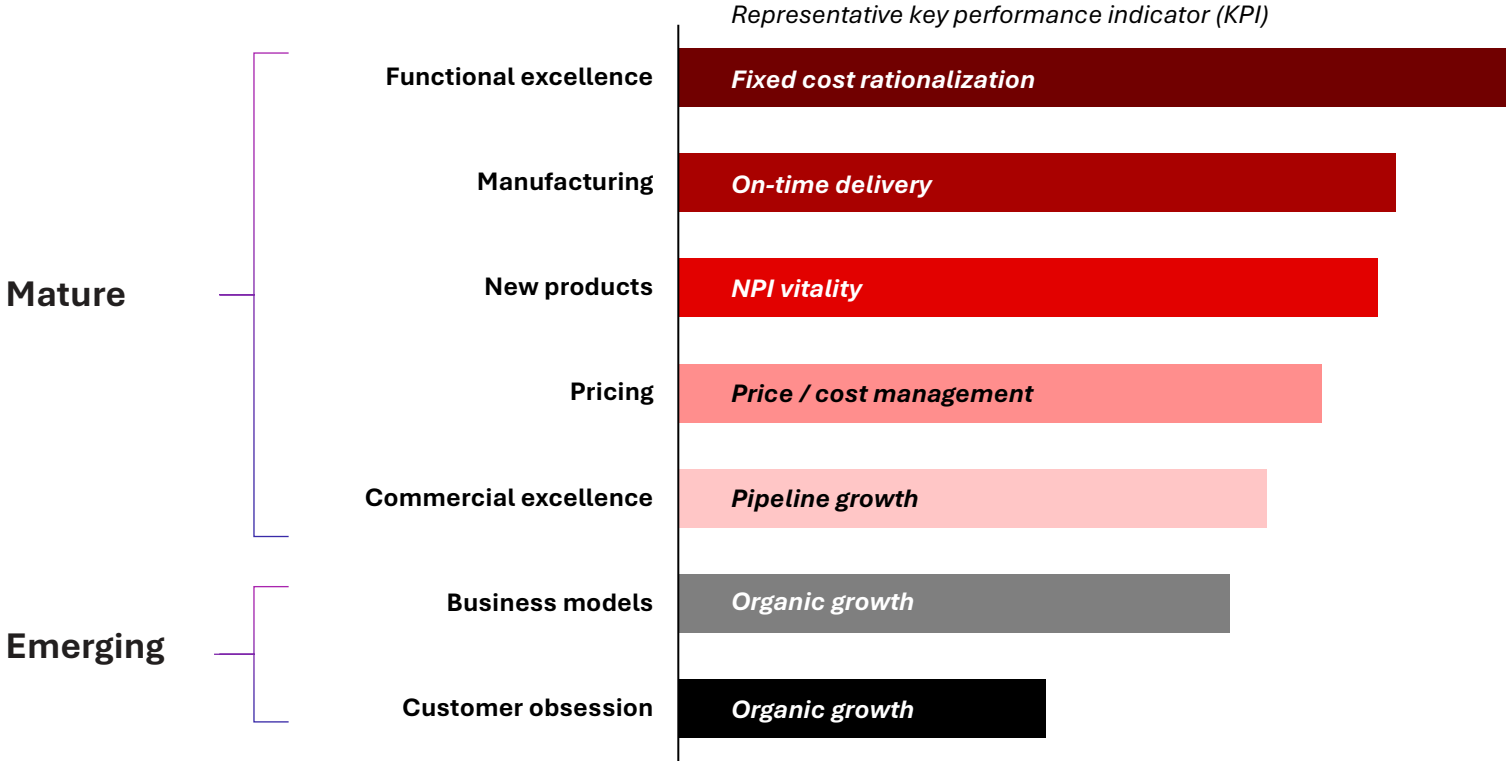 Representative key performance indicator (KPI)
Functional excellence
Fixed cost rationalization
Manufacturing
On-time delivery
Mature
New products
NPI vitality
Pricing
Price / cost management
Commercial excellence
Pipeline growth
Emerging
Business models
Organic growth
Customer obsession
Organic growth